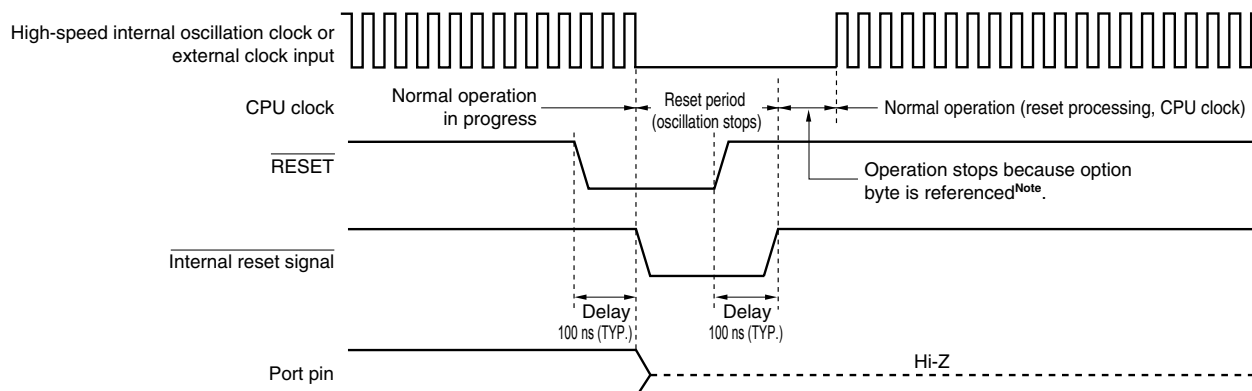 High-speed internal oscillation clock or
external clock input
CPU clock
Normal operation
in progress
Reset period
(oscillation stops)
Normal operation (reset processing, CPU clock)
RESET
Operation stops because option
byte is referencedNote.
Internal reset signal
Delay
100 ns (TYP.)
Delay
100 ns (TYP.)
Port pin
Hi-Z